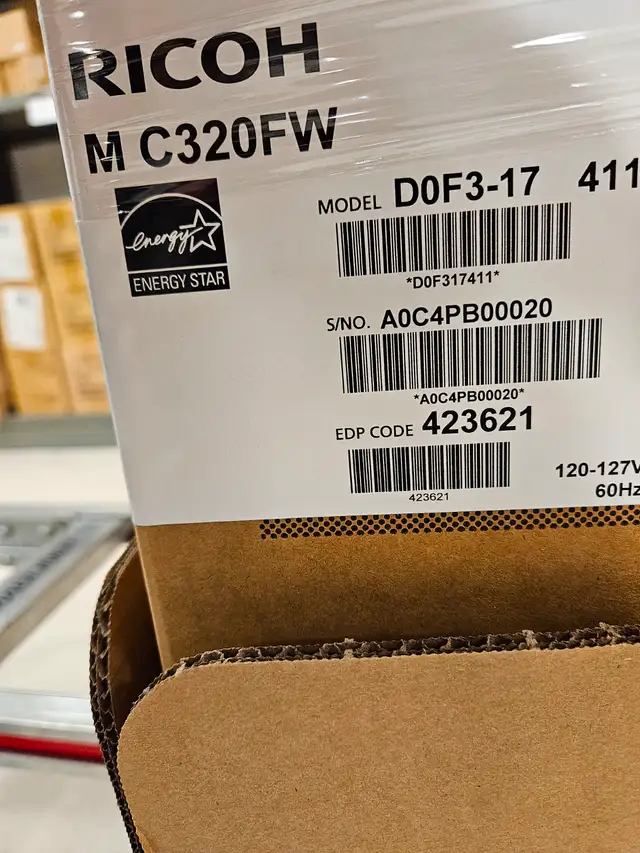 RICOH
M C320FW
energy
ENERGY STAR
MODEL D0F3-17 411
*D0F317411*
S/NO. A0C4PB00020
*A0C4PB00020*
EDP CODE 423621
423621
120-127V
60Hz